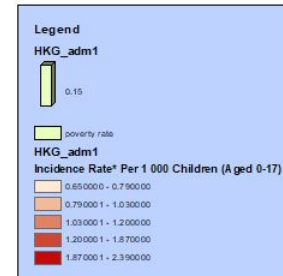 Legend
HKG_adm1
0.15
poverty rate
HKG_adm1
Incidence Rate* Per 1 000 Children (Aged 0-17)
0.650000 - 0.790000
0.790001 - 1.030000
1.030001 - 1.200000
1.200001 - 1.870000
1.870001 - 2.390000